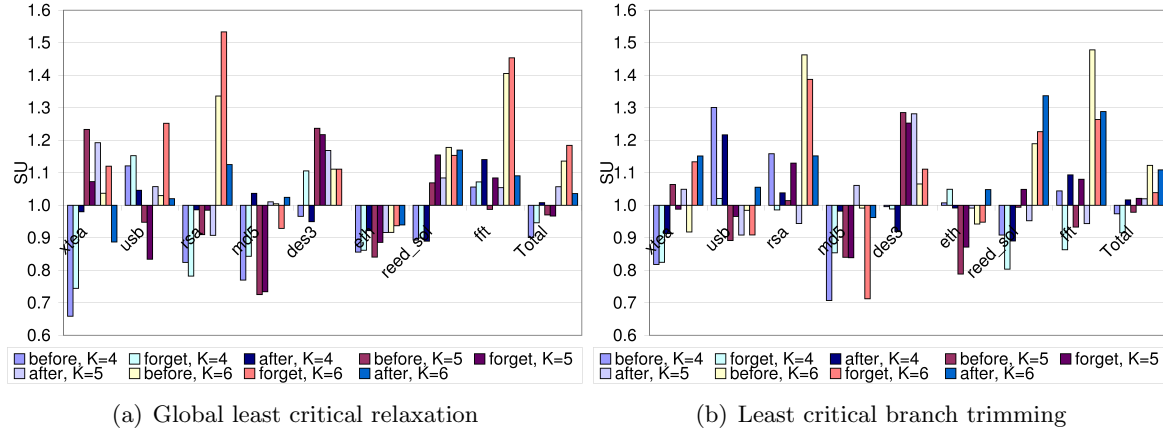 1.6
1.5
1.4
1.3
1.2
1.1
1.0
0.9
0.8
0.7
0.6
SU
xtea
usb
rsa
md5
des3
eth
reed_sol
fft
Total
before, K=4 forget, K=4 after, K=4 before, K=5 forget, K=5
after, K=5 before, K=6 forget, K=6 after, K=6
(a) Global least critical relaxation
1.6
1.5
1.4
1.3
1.2
1.1
1.0
0.9
0.8
0.7
0.6
SU
xtea
usb
rsa
md5
des3
eth
reed_sol
fft
Total
before, K=4 forget, K=4 after, K=4 before, K=5 forget, K=5
after, K=5 before, K=6 forget, K=6 after, K=6
(b) Least critical branch trimming